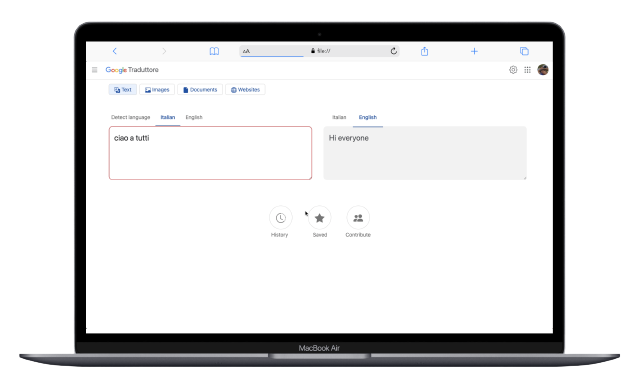 AA file://
Google Traduttore
Text Images Documents Websites
Detect language Italian English
Italian English
ciao a tutti
Hi everyone
History Saved Contribute
MacBook Air